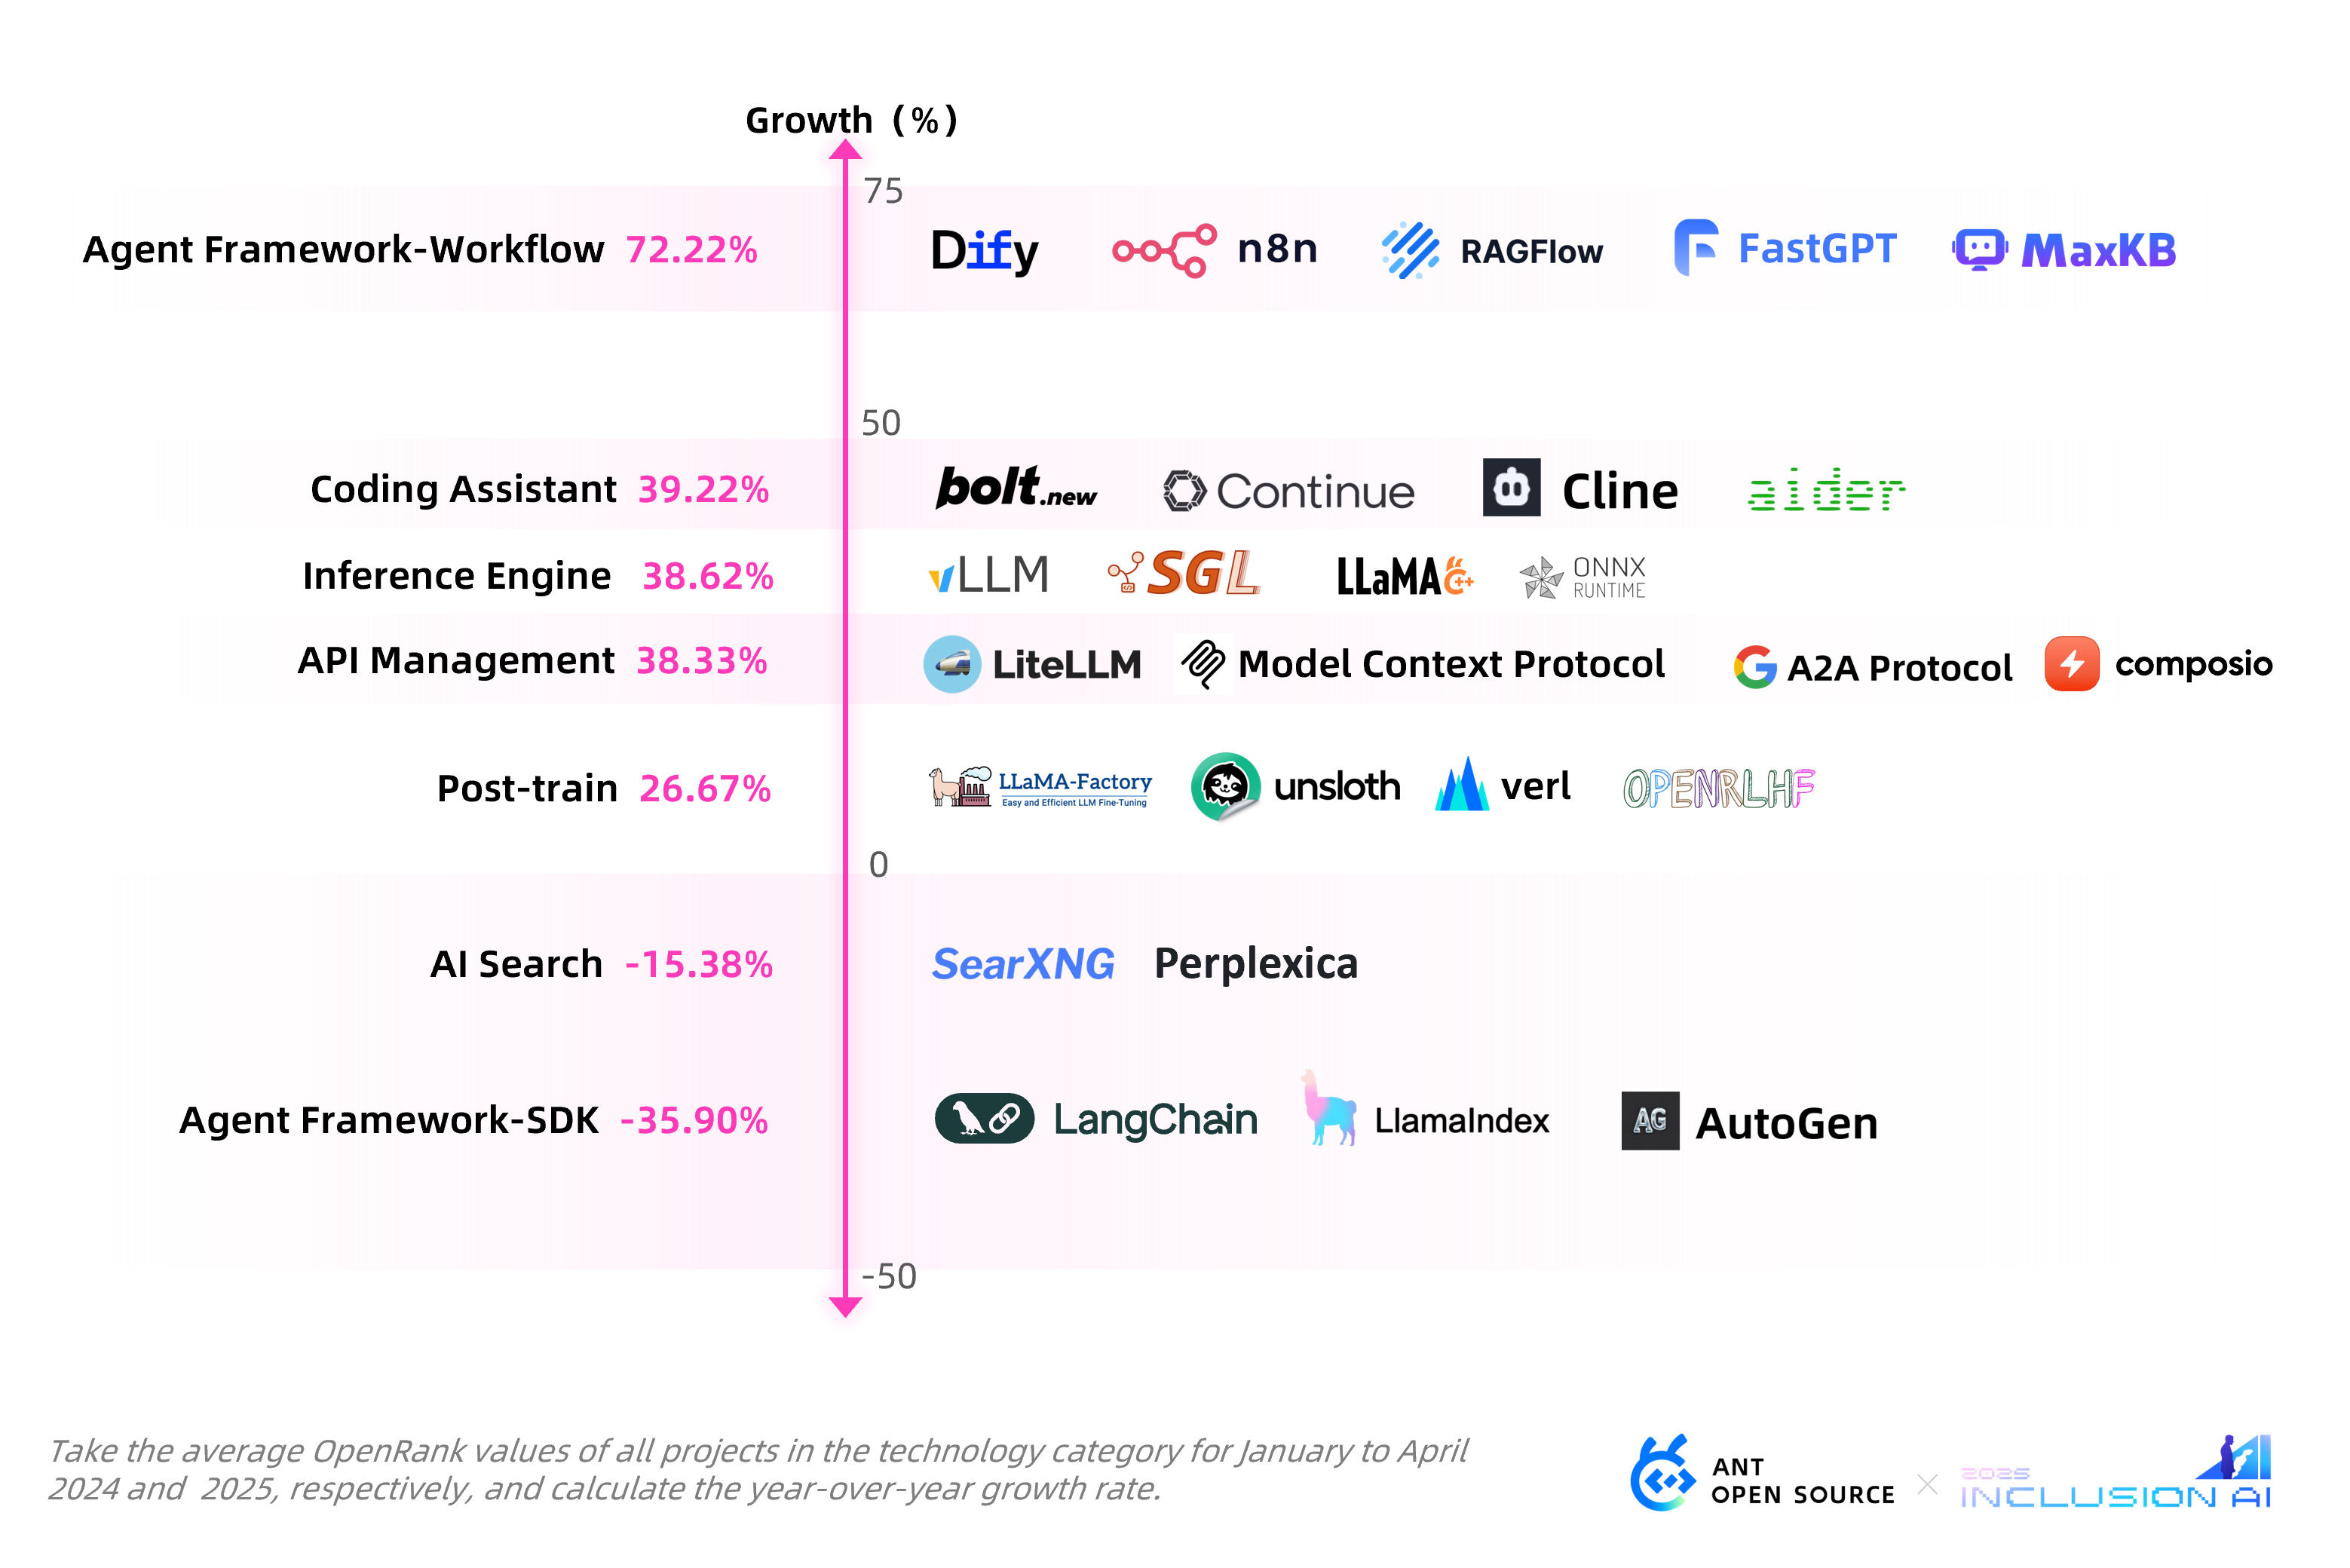 Growth (%)
75
Agent Framework-Workflow 72.22% Dify n8n RAGFlow FastGPT MaxKB
50
Coding Assistant 39.22% bolt.new Continue Cline aider
Inference Engine 38.62% vLLM SGL LLaMA C++ ONNX RUNTIME
API Management 38.33% LiteLLM Model Context Protocol G A2A Protocol composio
Post-train 26.67% LLaMA-Factory unsloth verl OPENRLHF
Easy and Efficient LLM Fine-Tuning
0
AI Search -15.38% SearXNG Perplexica
Agent Framework-SDK -35.90% LangChain LlamaIndex AG AutoGen
-50
Take the average OpenRank values of all projects in the technology category for January to April
2024 and 2025, respectively, and calculate the year-over-year growth rate.
ANT
OPEN SOURCE × 2025
INCLUSION AI